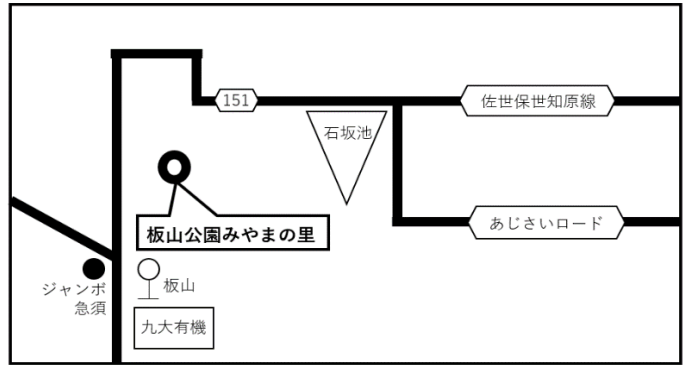 151
佐世保世知原線
石坂池
あじさいロード
板山公園みやまの里
ジャンボ
急須
板山
九大有機